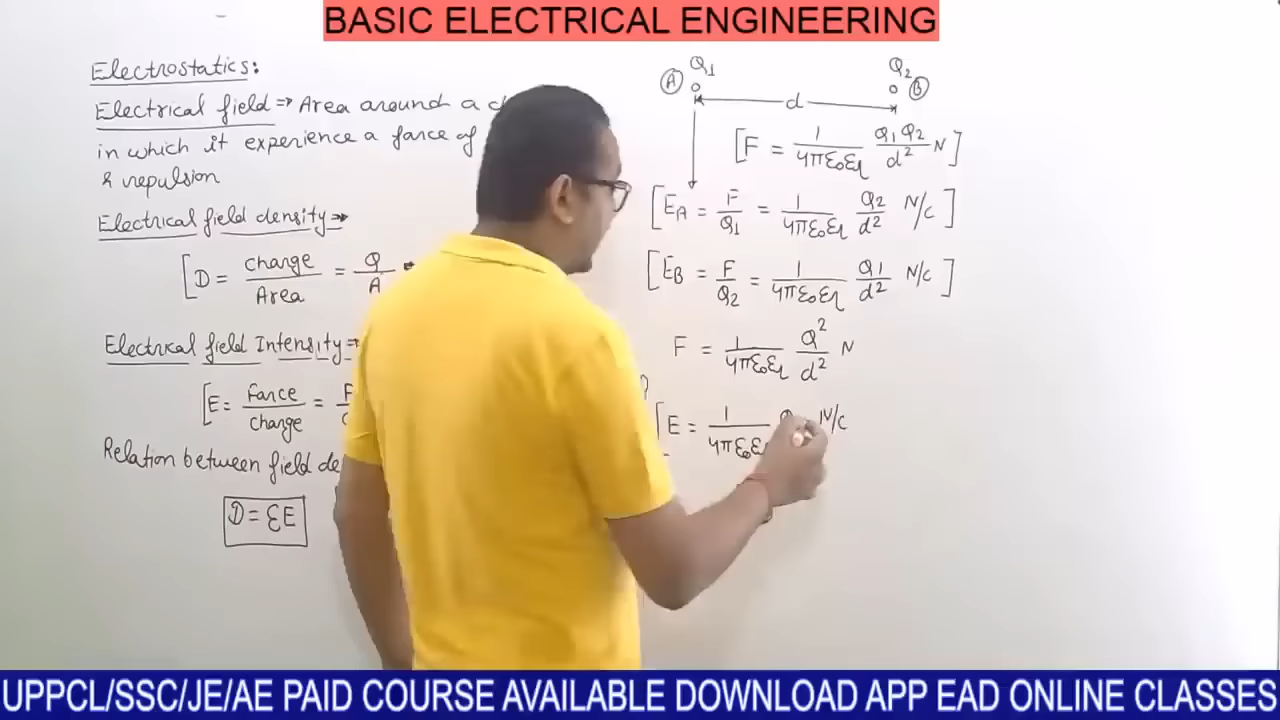 BASIC ELECTRICAL ENGINEERING
Electrostatics:
Electrical field ⇒ Area around a
in which it experience a farce of
& repulsion
Electrical field density ⇒
[D = charge/Area = Q/A
Electrical field Intensity ⇒
[E = Farce/charge =
Relation between field
D = εE
Q1 Q2
A B
d
[F = 1/4πε0εr Q1Q2/d² N]
[EA = F/Q1 = 1/4πε0εr Q2/d² N/C]
[EB = F/Q2 = 1/4πε0εr Q1/d² N/C]
F = 1/4πε0εr Q²/d² N
[E = 1/4πε0εr N/C
UPPCL/SSC/JE/AE PAID COURSE AVAILABLE DOWNLOAD APP EAD ONLINE CLASSES